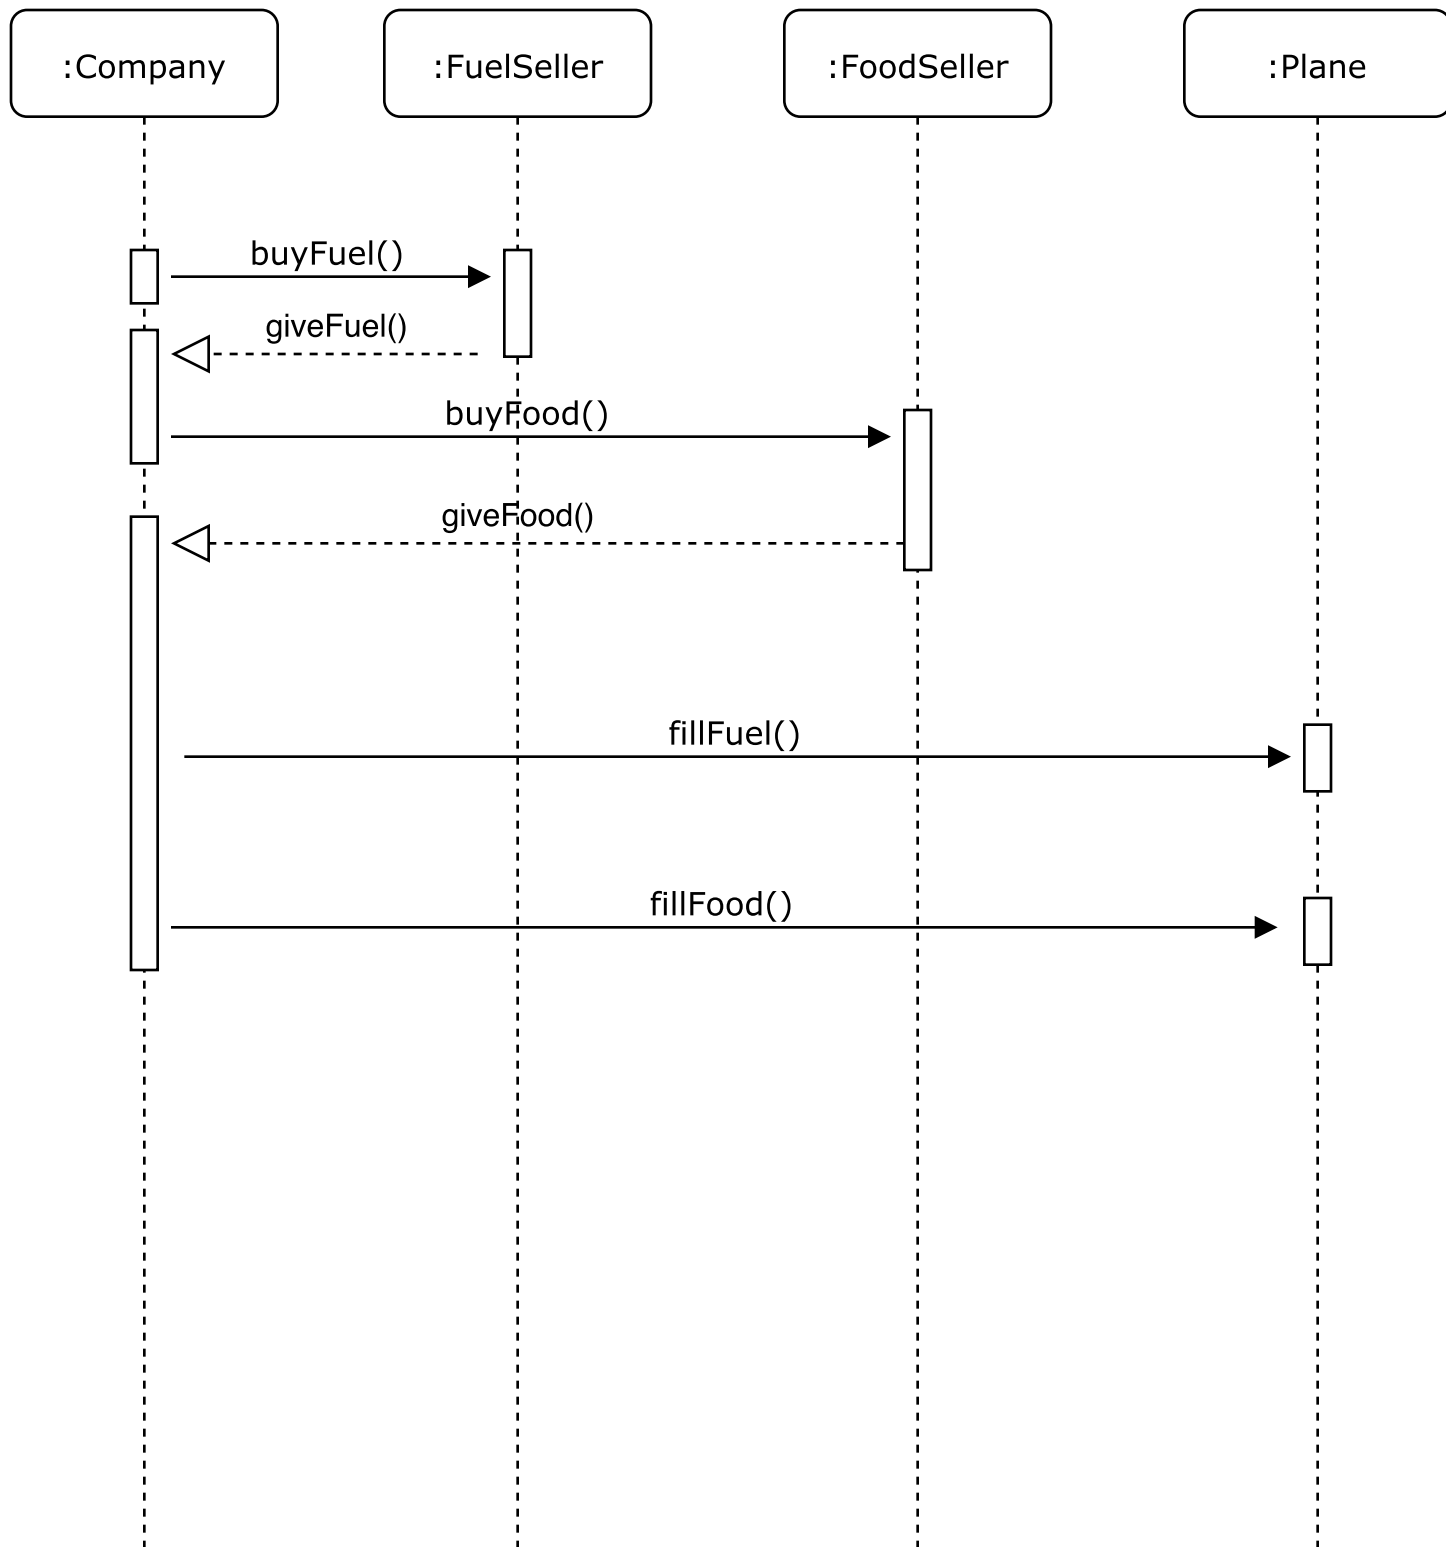 :Company
:FuelSeller
:FoodSeller
:Plane
buyFuel()
giveFuel()
buyFood()
giveFood()
fillFuel()
fillFood()